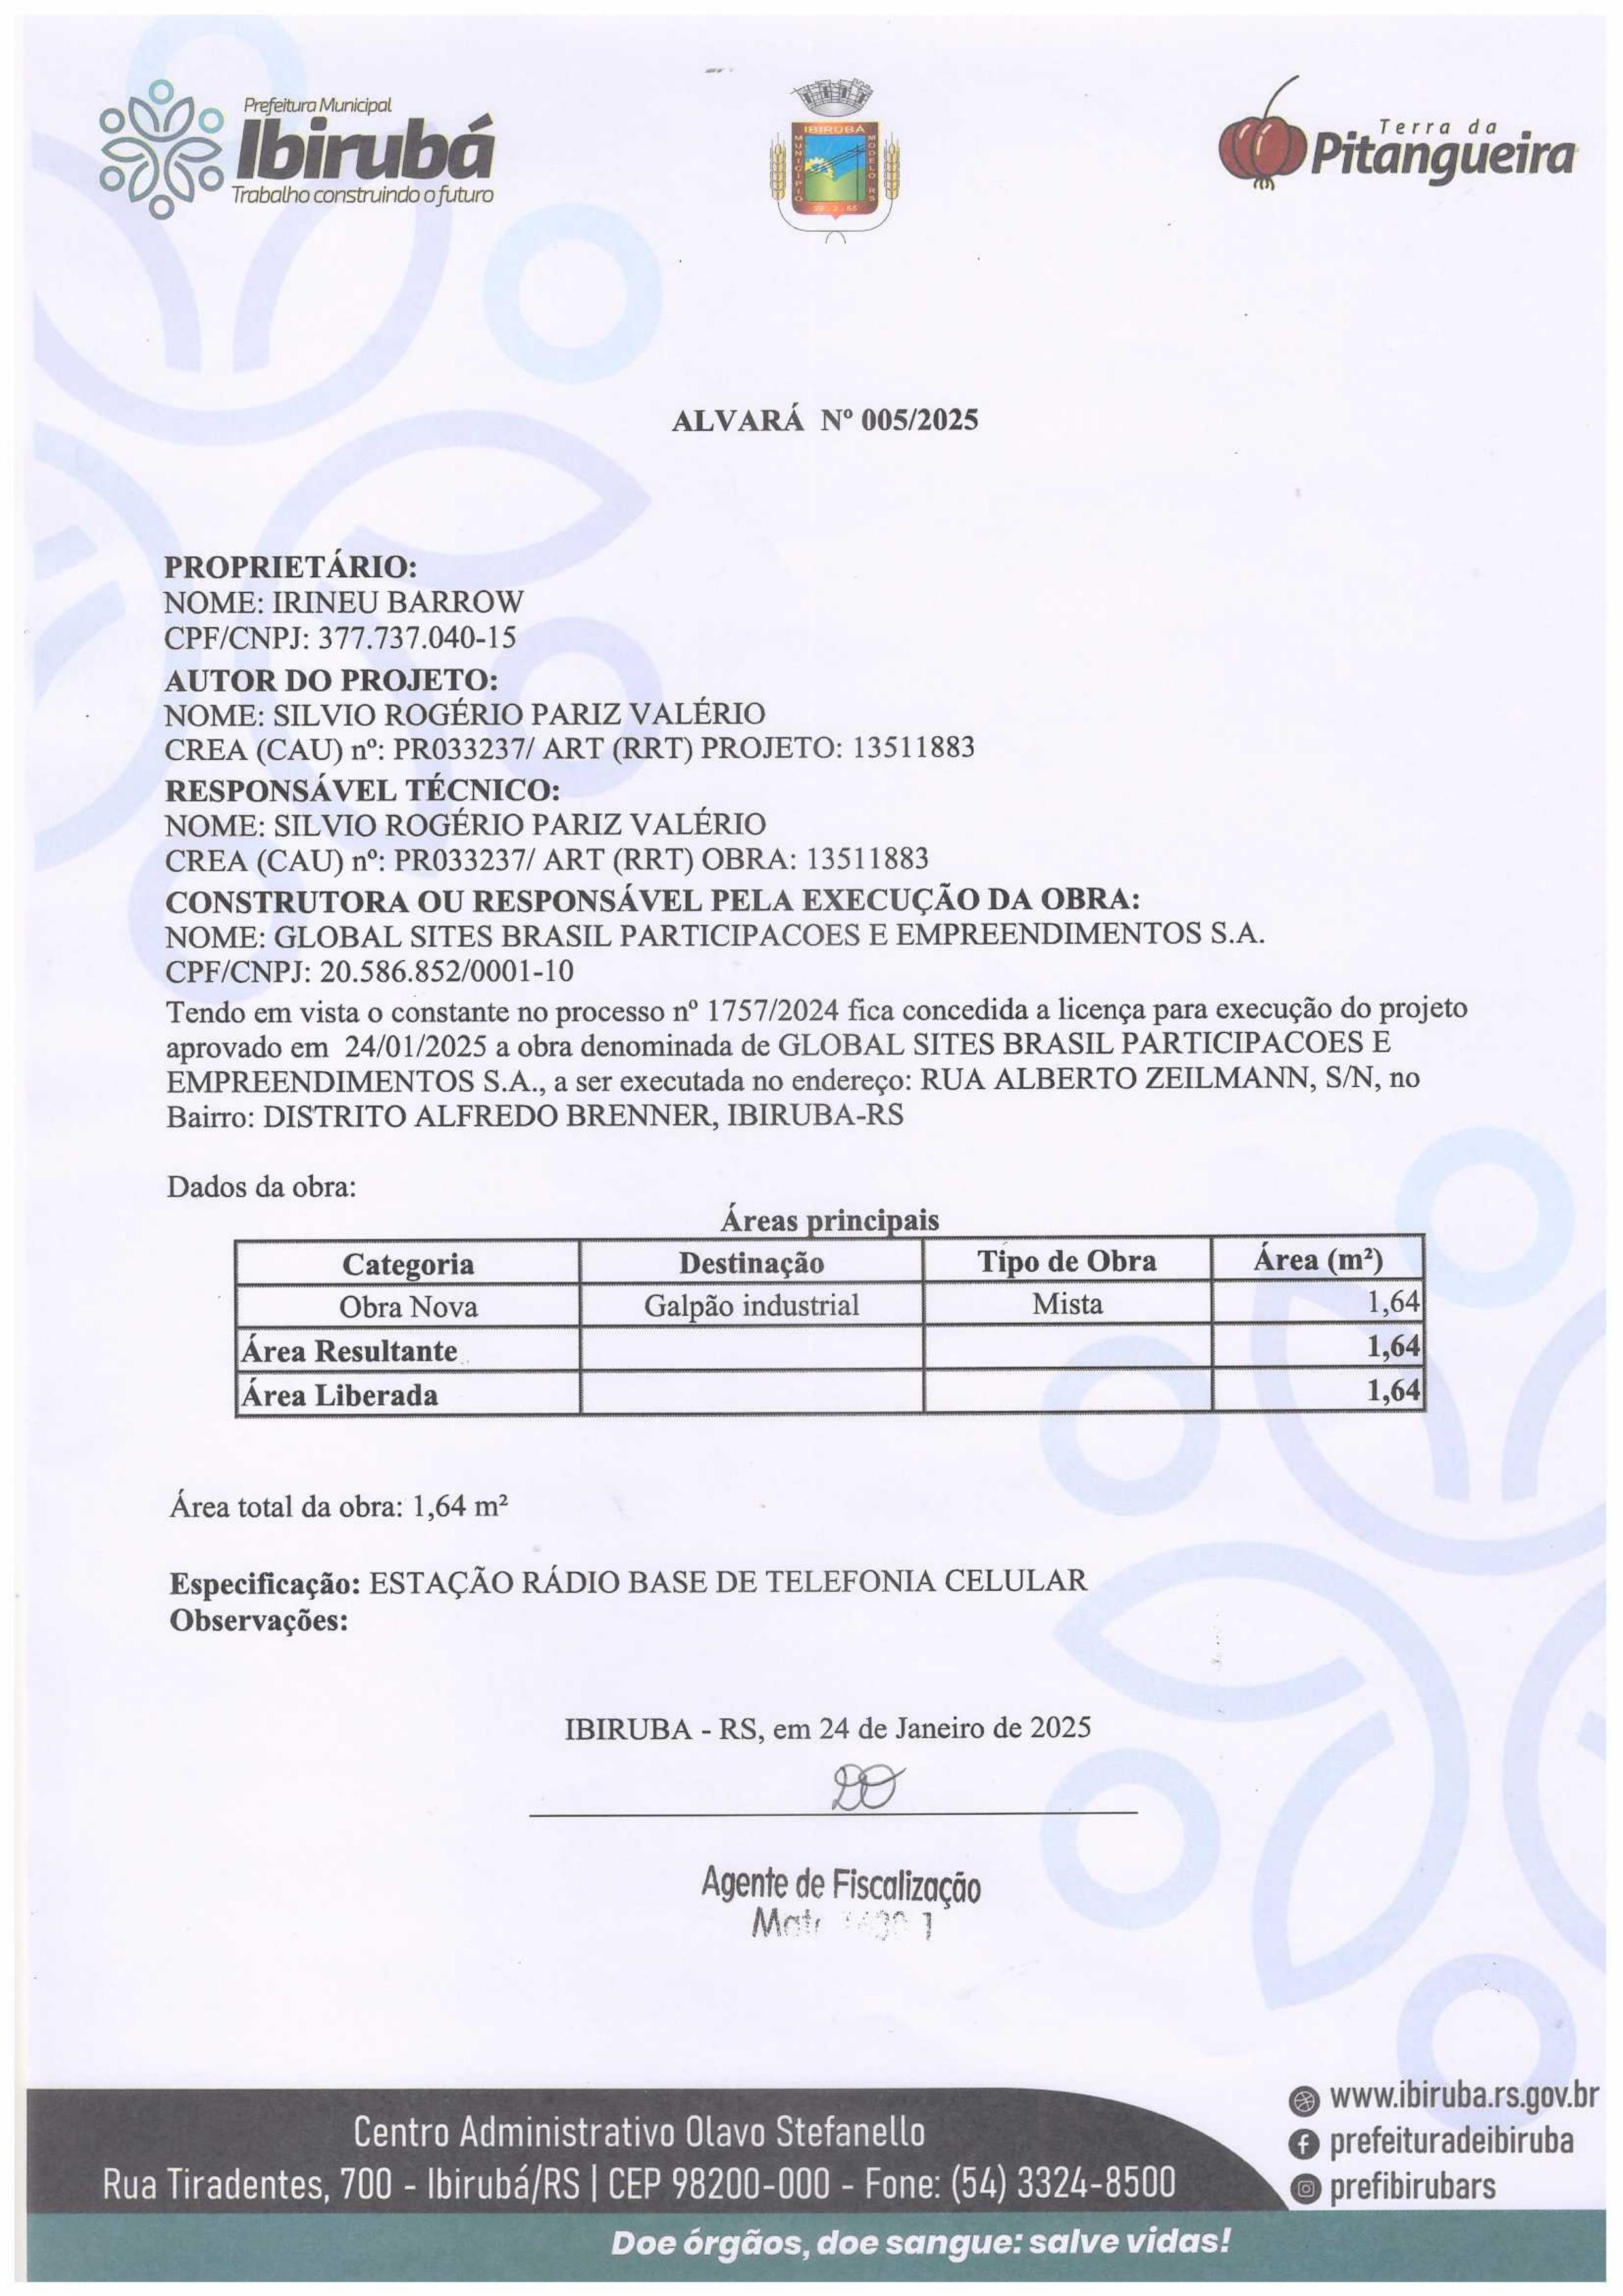 Prefeitura Municipal
Ibirubá
Trabalho construindo o futuro
IBIRUBÁ
MUNICÍPIO
MODELO RS
Terra da
Pitangueira
ALVARÁ Nº 005/2025
PROPRIETÁRIO:
NOME: IRINEU BARROW
CPF/CNPJ: 377.737.040-15
AUTOR DO PROJETO:
NOME: SILVIO ROGÉRIO PARIZ VALÉRIO
CREA (CAU) nº: PR033237/ ART (RRT) PROJETO: 13511883
RESPONSÁVEL TÉCNICO:
NOME: SILVIO ROGÉRIO PARIZ VALÉRIO
CREA (CAU) nº: PR033237/ ART (RRT) OBRA: 13511883
CONSTRUTORA OU RESPONSÁVEL PELA EXECUÇÃO DA OBRA:
NOME: GLOBAL SITES BRASIL PARTICIPACOES E EMPREENDIMENTOS S.A.
CPF/CNPJ: 20.586.852/0001-10
Tendo em vista o constante no processo nº 1757/2024 fica concedida a licença para execução do projeto
aprovado em 24/01/2025 a obra denominada de GLOBAL SITES BRASIL PARTICIPACOES E
EMPREENDIMENTOS S.A., a ser executada no endereço: RUA ALBERTO ZEILMANN, S/N, no
Bairro: DISTRITO ALFREDO BRENNER, IBIRUBA-RS
Dados da obra:
Áreas principais
Categoria Destinação Tipo de Obra Área (m²)
Obra Nova Galpão industrial Mista 1,64
Área Resultante 1,64
Área Liberada 1,64
Área total da obra: 1,64 m²
Especificação: ESTAÇÃO RÁDIO BASE DE TELEFONIA CELULAR
Observações:
IBIRUBA - RS, em 24 de Janeiro de 2025
Agente de Fiscalização
Centro Administrativo Olavo Stefanello
Rua Tiradentes, 700 - Ibirubá/RS | CEP 98200-000 - Fone: (54) 3324-8500
www.ibiruba.rs.gov.br
prefeituradeibiruba
prefibirubars
Doe órgãos, doe sangue: salve vidas!